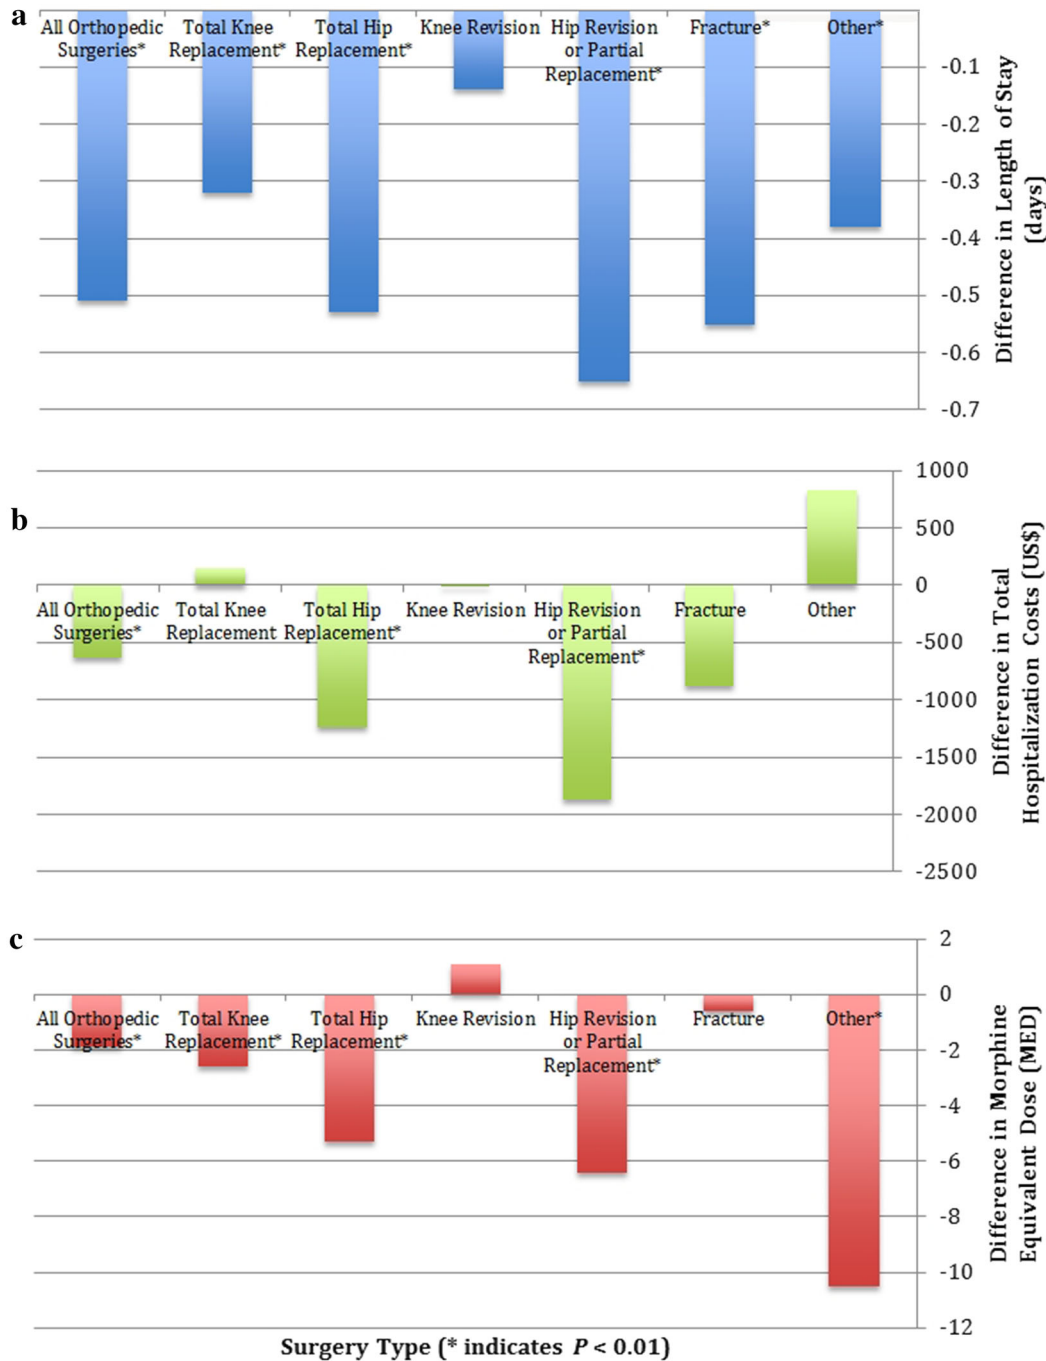 a
All Orthopedic
Surgeries*
Total Knee
Replacement*
Total Hip
Replacement*
Knee Revision
Hip Revision
or Partial
Replacement*
Fracture*
Other*
-0.1
-0.2
-0.3
-0.4
-0.5
-0.6
-0.7
Difference in Length of Stay
(days)
b
1000
500
0
-500
-1000
-1500
-2000
-2500
All Orthopedic
Surgeries*
Total Knee
Replacement
Total Hip
Replacement*
Knee Revision
Hip Revision
or Partial
Replacement*
Fracture
Other
Difference in Total
Hospitalization Costs (US$)
c
2
0
-2
-4
-6
-8
-10
-12
All Orthopedic
Surgeries*
Total Knee
Replacement*
Total Hip
Replacement*
Knee Revision
Hip Revision
or Partial
Replacement*
Fracture
Other*
Difference in Morphine
Equivalent Dose (MED)
Surgery Type (* indicates P < 0.01)